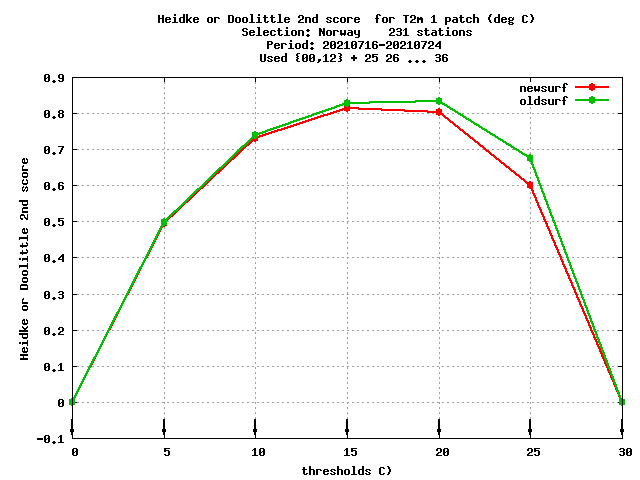 Heidke or Doolittle 2nd score  for T2m 1 patch (deg C)
Selection: Norway    231 stations
Period: 20210716-20210724
Used {00,12} + 25 26 ... 36
newsurf
oldsurf
Heidke or Doolittle 2nd score
0.9
0.8
0.7
0.6
0.5
0.4
0.3
0.2
0.1
0
-0.1
0 5 10 15 20 25 30
thresholds C)